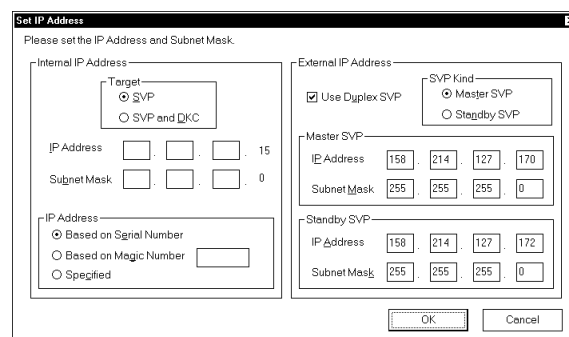 Set IP Address
Please set the IP Address and Subnet Mask.
Internal IP Address
Target
SVP
SVP and DKC
IP Address . . . 15
Subnet Mask . . . 0
IP Address
Based on Serial Number
Based on Magic Number
Specified
External IP Address
Use Duplex SVP
SVP Kind
Master SVP
Standby SVP
Master SVP
IP Address 158 . 214 . 127 . 170
Subnet Mask 255 . 255 . 255 . 0
Standby SVP
IP Address 158 . 214 . 127 . 172
Subnet Mask 255 . 255 . 255 . 0
OK Cancel